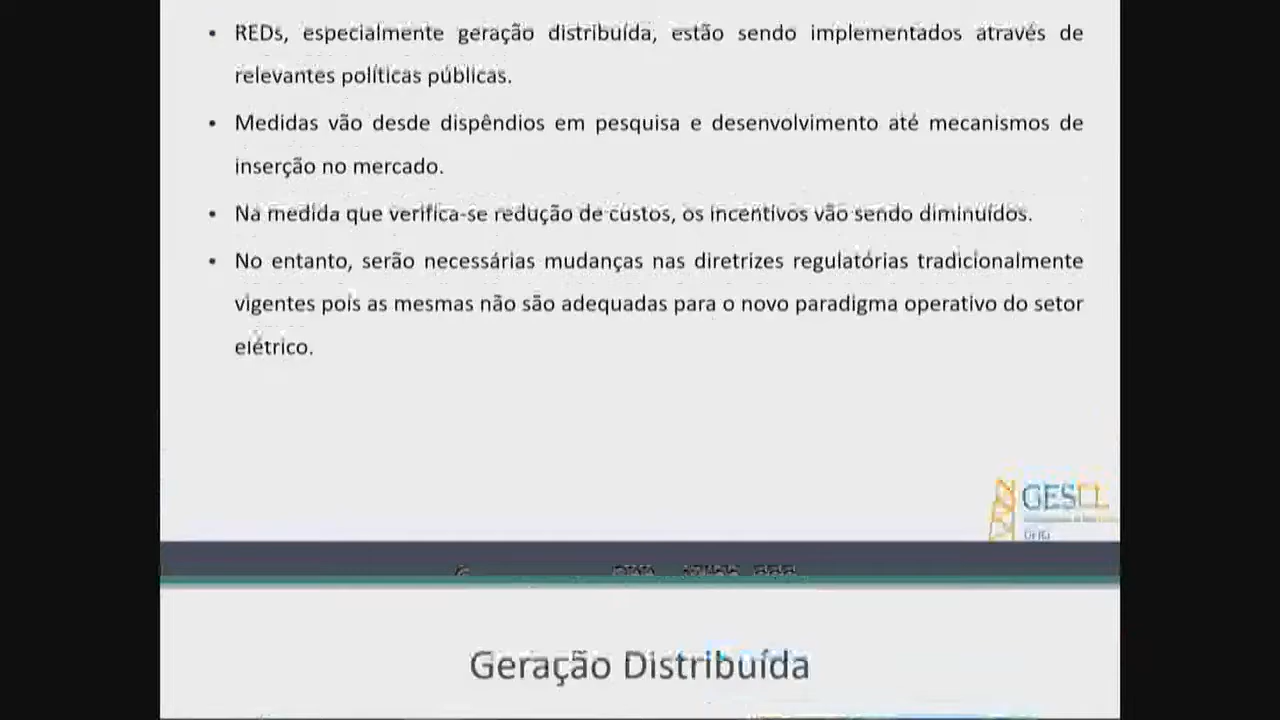 • REDs, especialmente geração distribuída, estão sendo implementados através de
relevantes políticas públicas.
• Medidas vão desde dispêndios em pesquisa e desenvolvimento até mecanismos de
inserção no mercado.
• Na medida que verifica-se redução de custos, os incentivos vão sendo diminuídos.
• No entanto, serão necessárias mudanças nas diretrizes regulatórias tradicionalmente
vigentes pois as mesmas não são adequadas para o novo paradigma operativo do setor
elétrico.
GESEL
UFRJ
Geração Distribuída